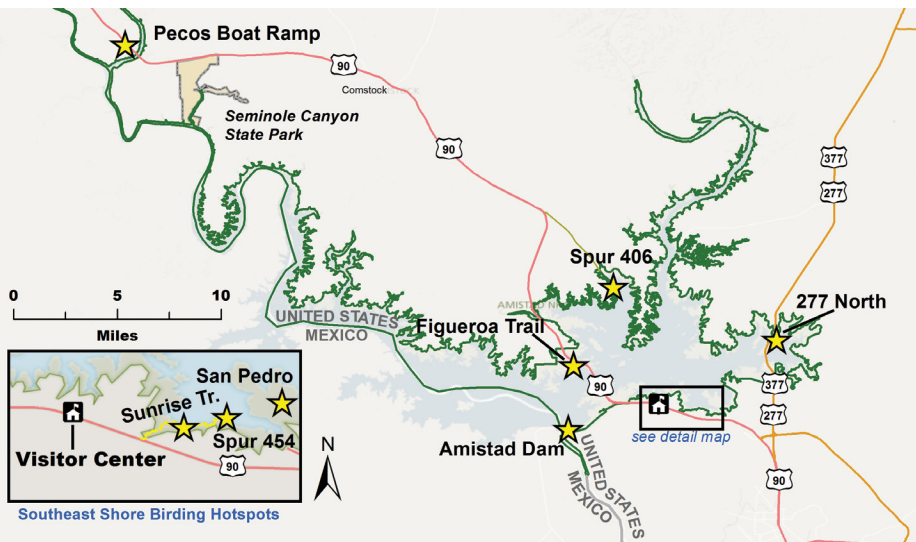 Pecos Boat Ramp
90
Comstock
Seminole Canyon
State Park
90
377
277
Spur 406
277 North
0 5 10
Miles
UNITED STATES
MEXICO
Figueroa Trail
90
377
277
San Pedro
Sunrise Tr.
Spur 454
Visitor Center
90
N
Amistad Dam
see detail map
UNITED STATES
MEXICO
90
Southeast Shore Birding Hotspots